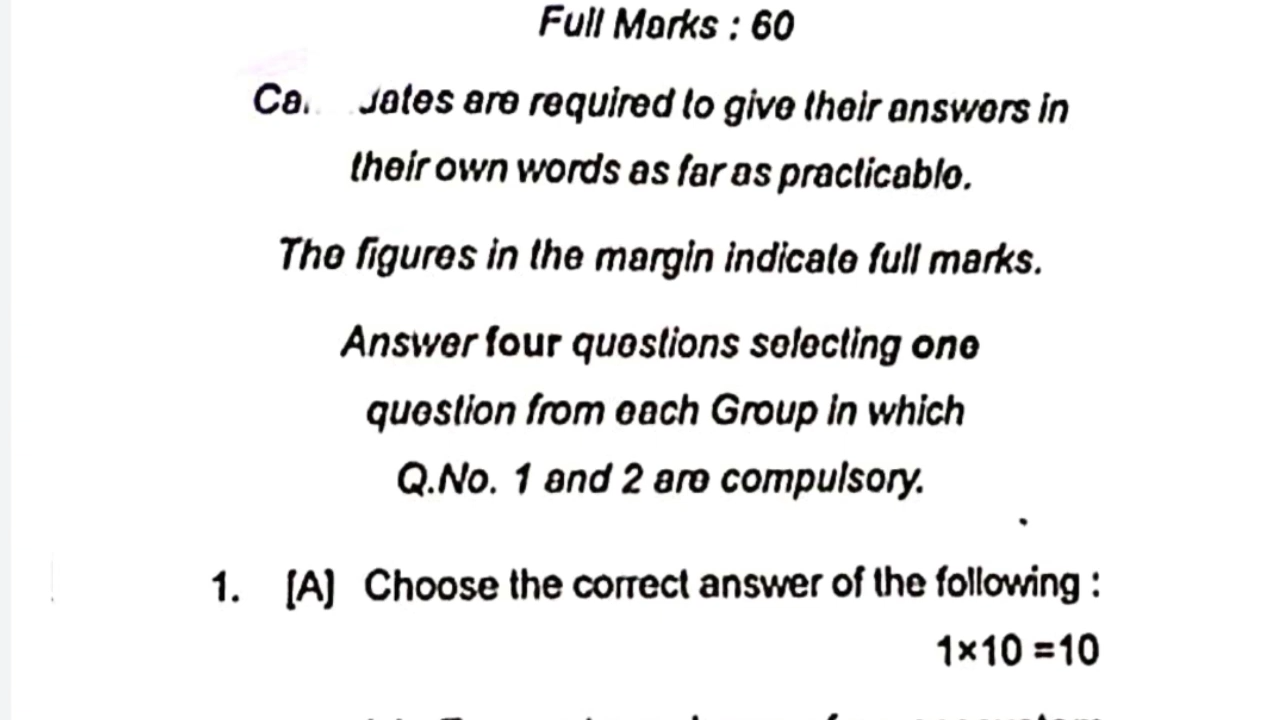 Full Marks : 60
are required to give their answers in
their own words as far as practicable.
The figures in the margin indicate full marks.
Answer four questions selecting one
question from each Group in which
Q.No. 1 and 2 are compulsory.
1. [A] Choose the correct answer of the following :
1×10 =10